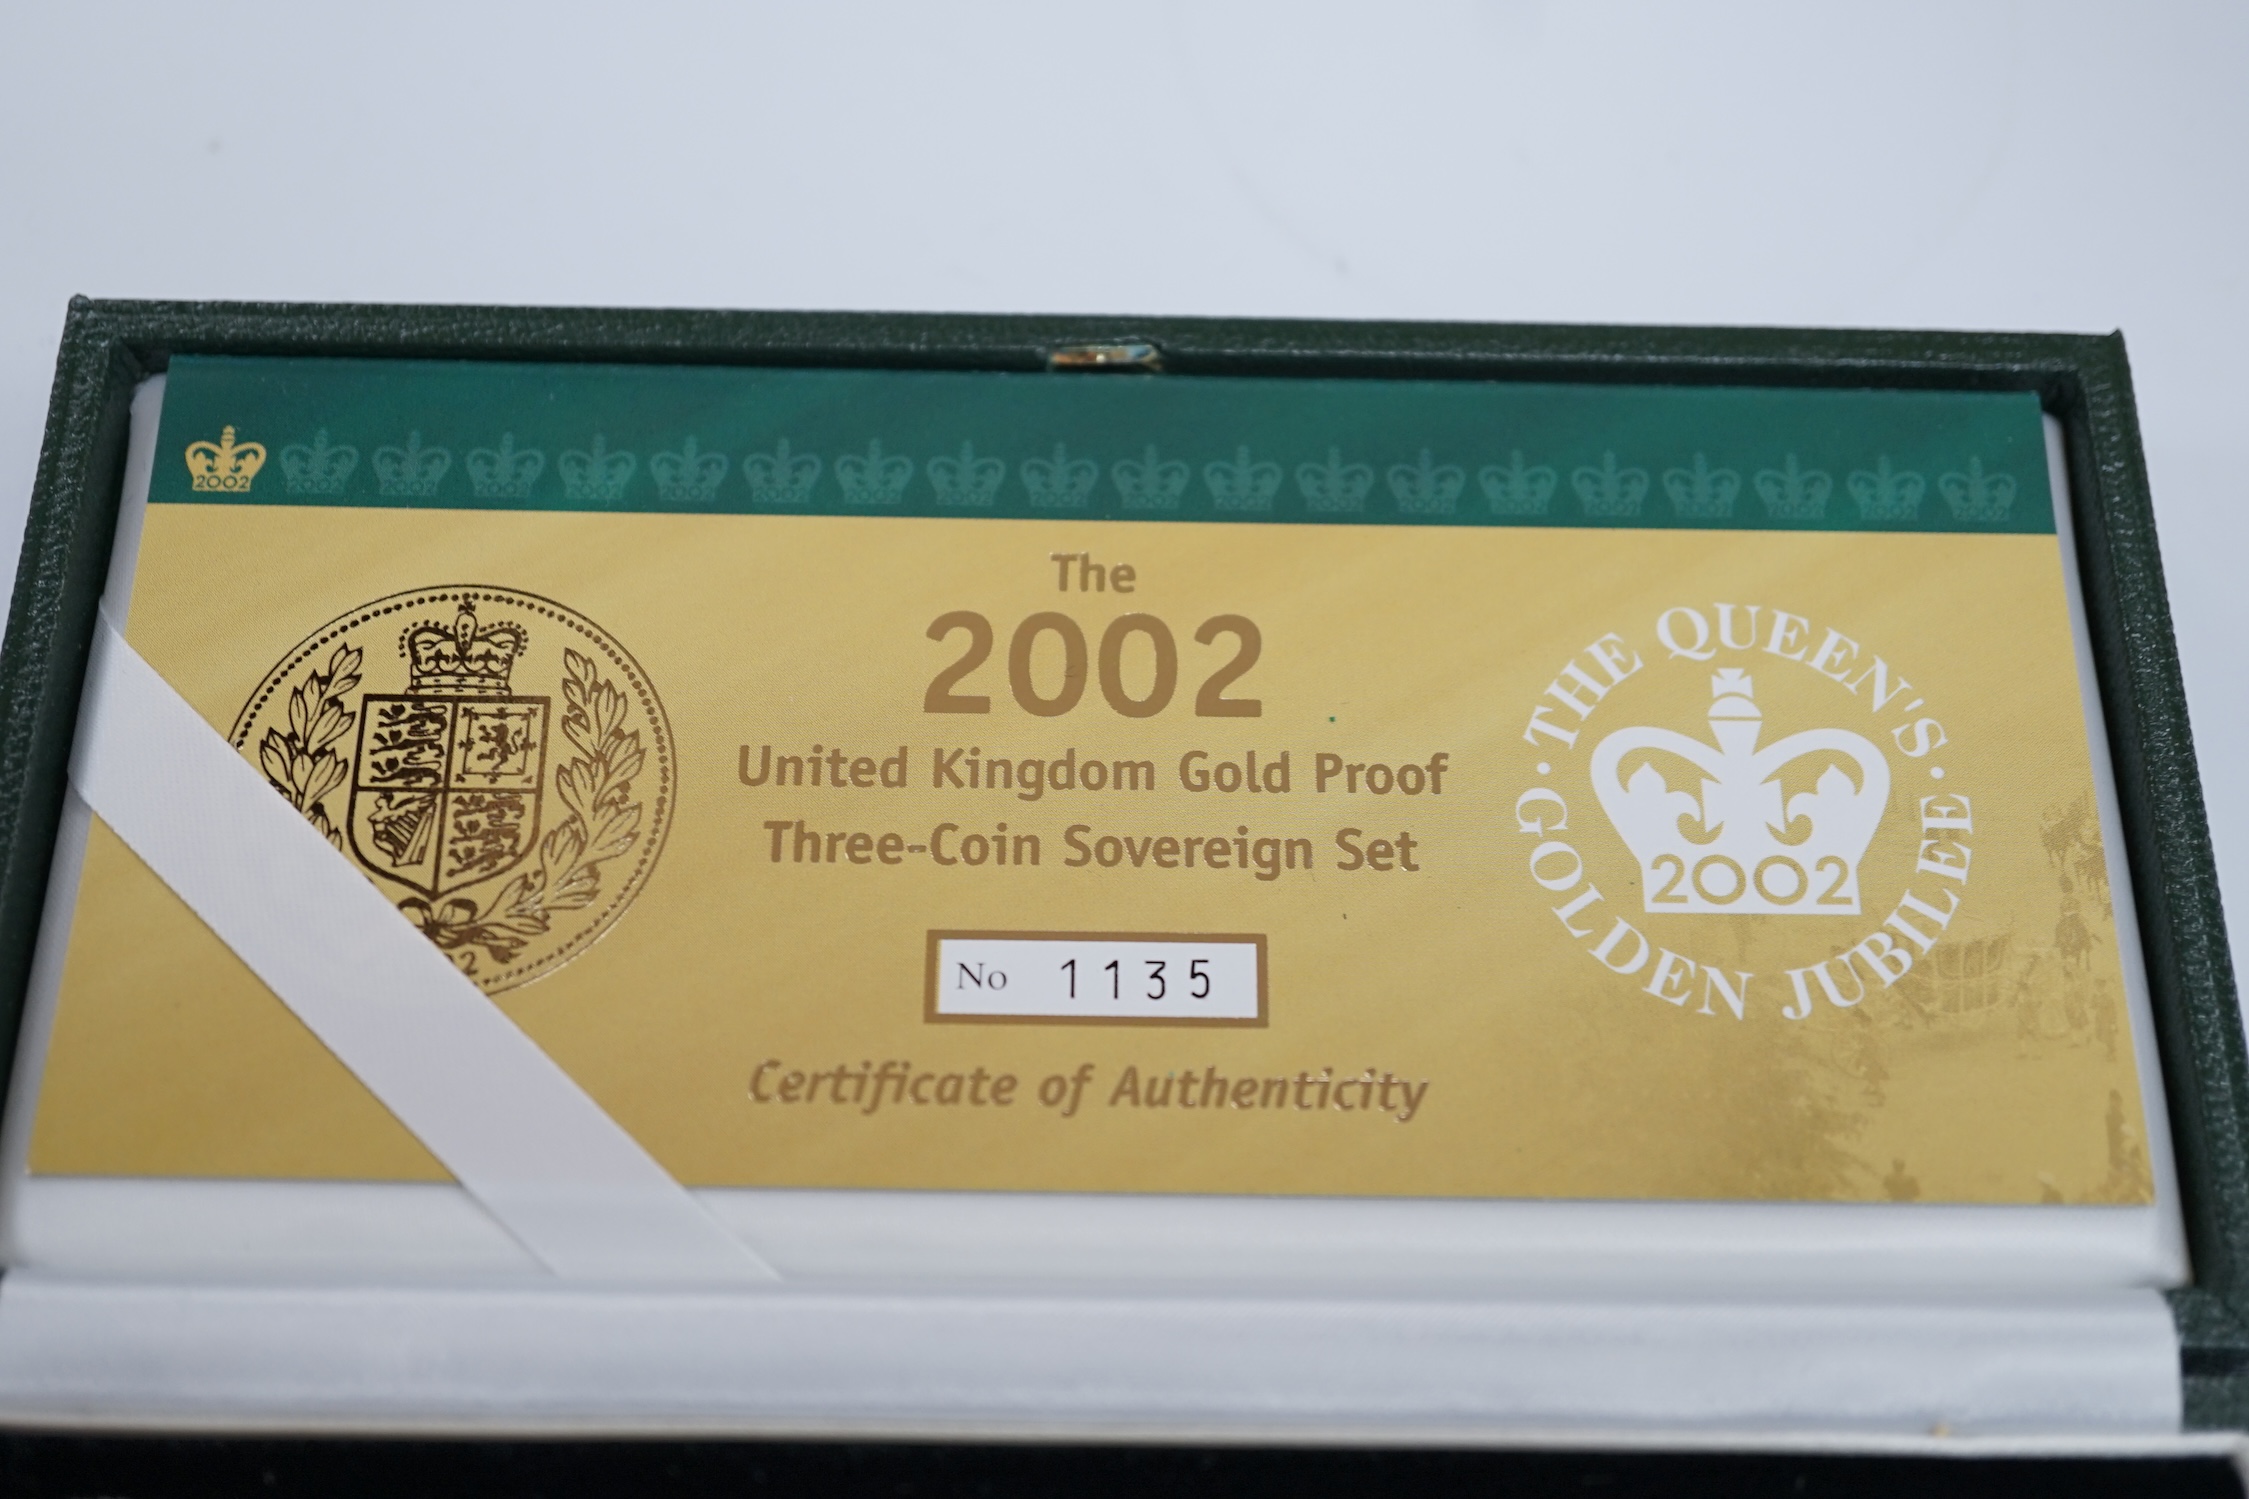 2002
The
2002
United Kingdom Gold Proof
Three-Coin Sovereign Set
No 1135
Certificate of Authenticity
· THE QUEEN'S ·
GOLDEN JUBILEE
2002